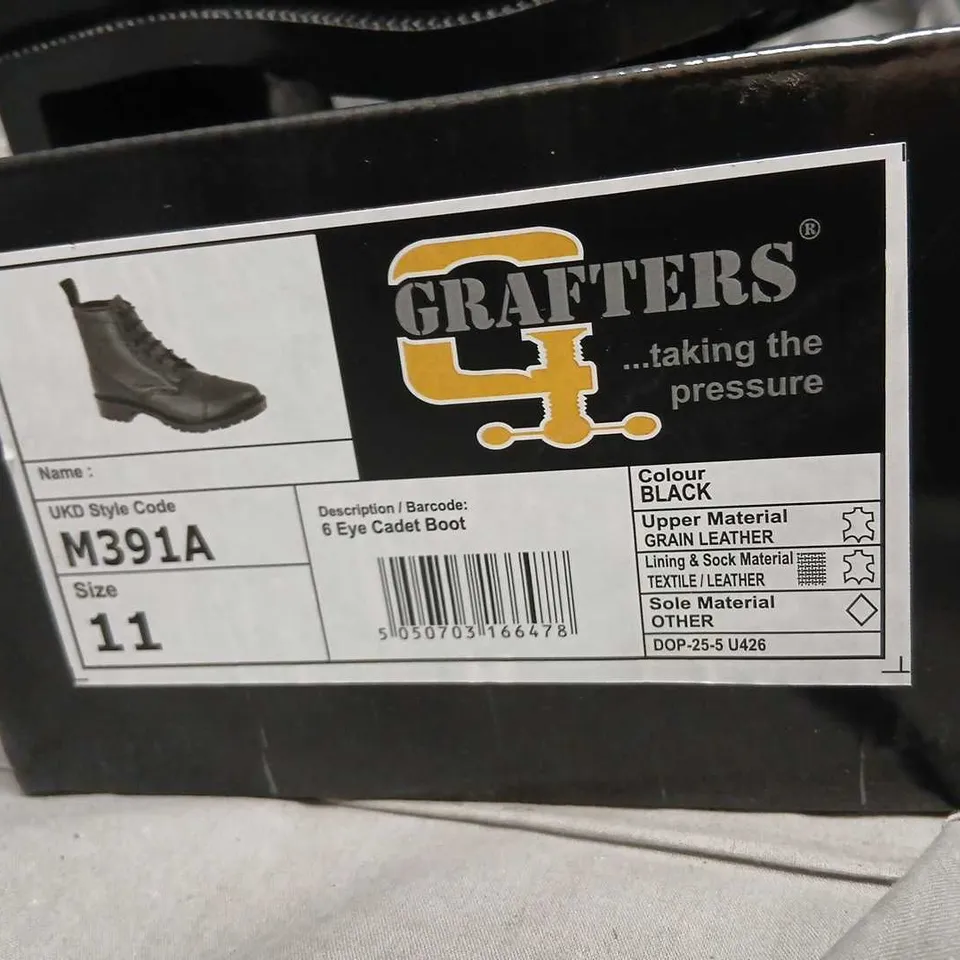 GRAFTERS®
...taking the
pressure
Name :
UKD Style Code
M391A
Size
11
Description / Barcode:
6 Eye Cadet Boot
5 050703 166478
Colour
BLACK
Upper Material
GRAIN LEATHER
Lining & Sock Material
TEXTILE / LEATHER
Sole Material
OTHER
DOP-25-5 U426